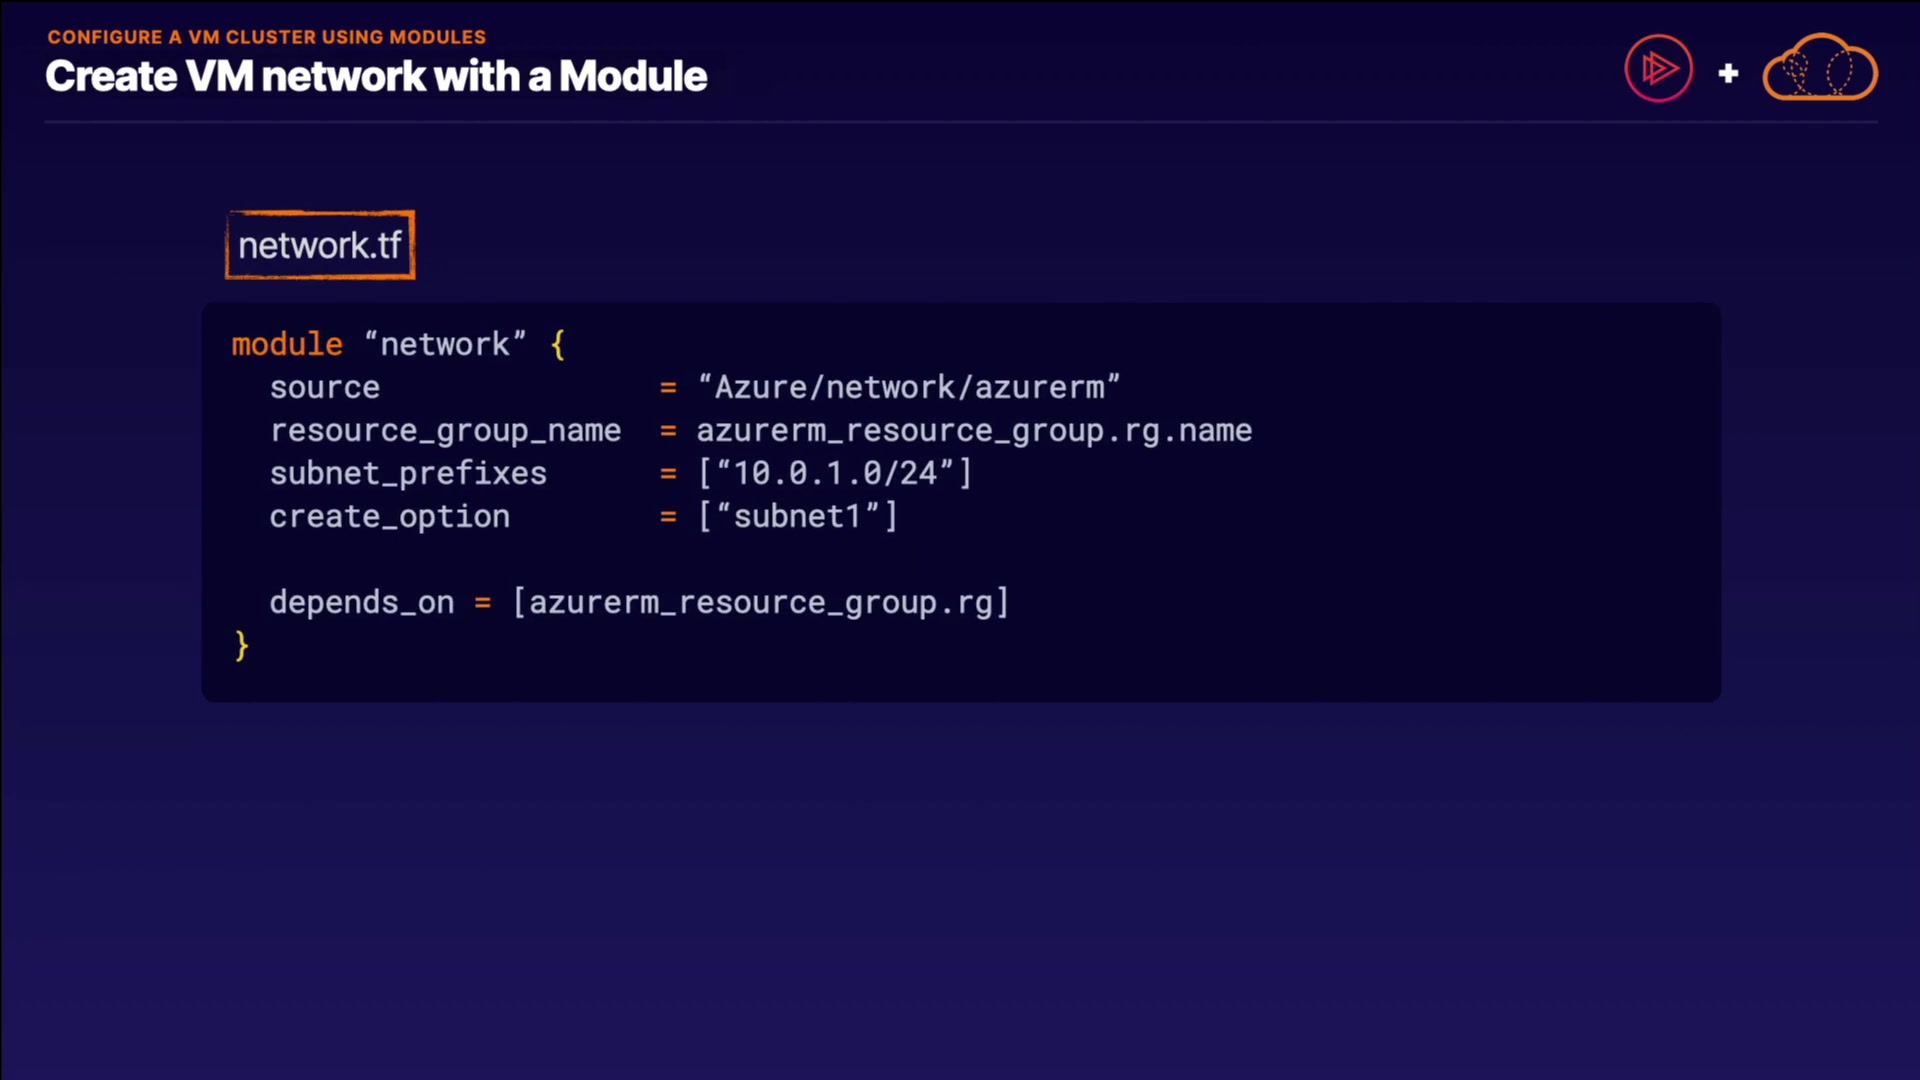 CONFIGURE A VM CLUSTER USING MODULES
Create VM network with a Module
+
network.tf
module “network” {
  source               = “Azure/network/azurerm”
  resource_group_name  = azurerm_resource_group.rg.name
  subnet_prefixes      = [“10.0.1.0/24”]
  create_option        = [“subnet1”]
  depends_on = [azurerm_resource_group.rg]
}